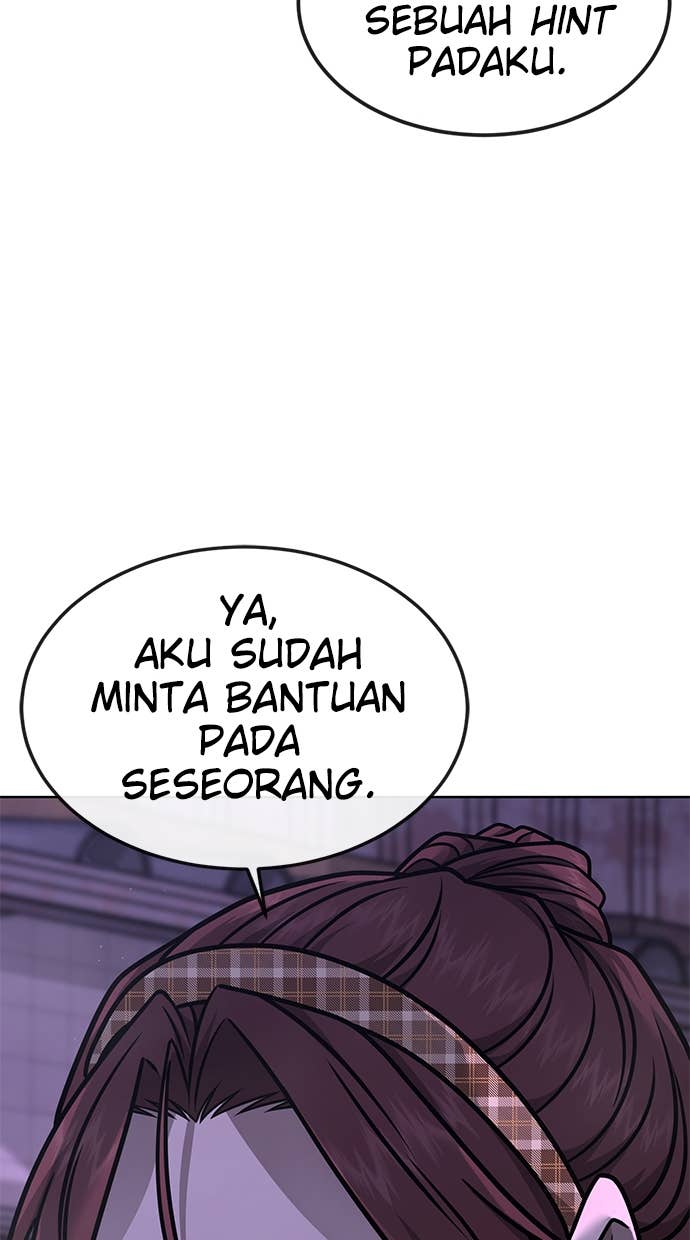 SEBUAH HINT
PADAKU.
YA,
AKU SUDAH
MINTA BANTUAN
PADA
SESEORANG.